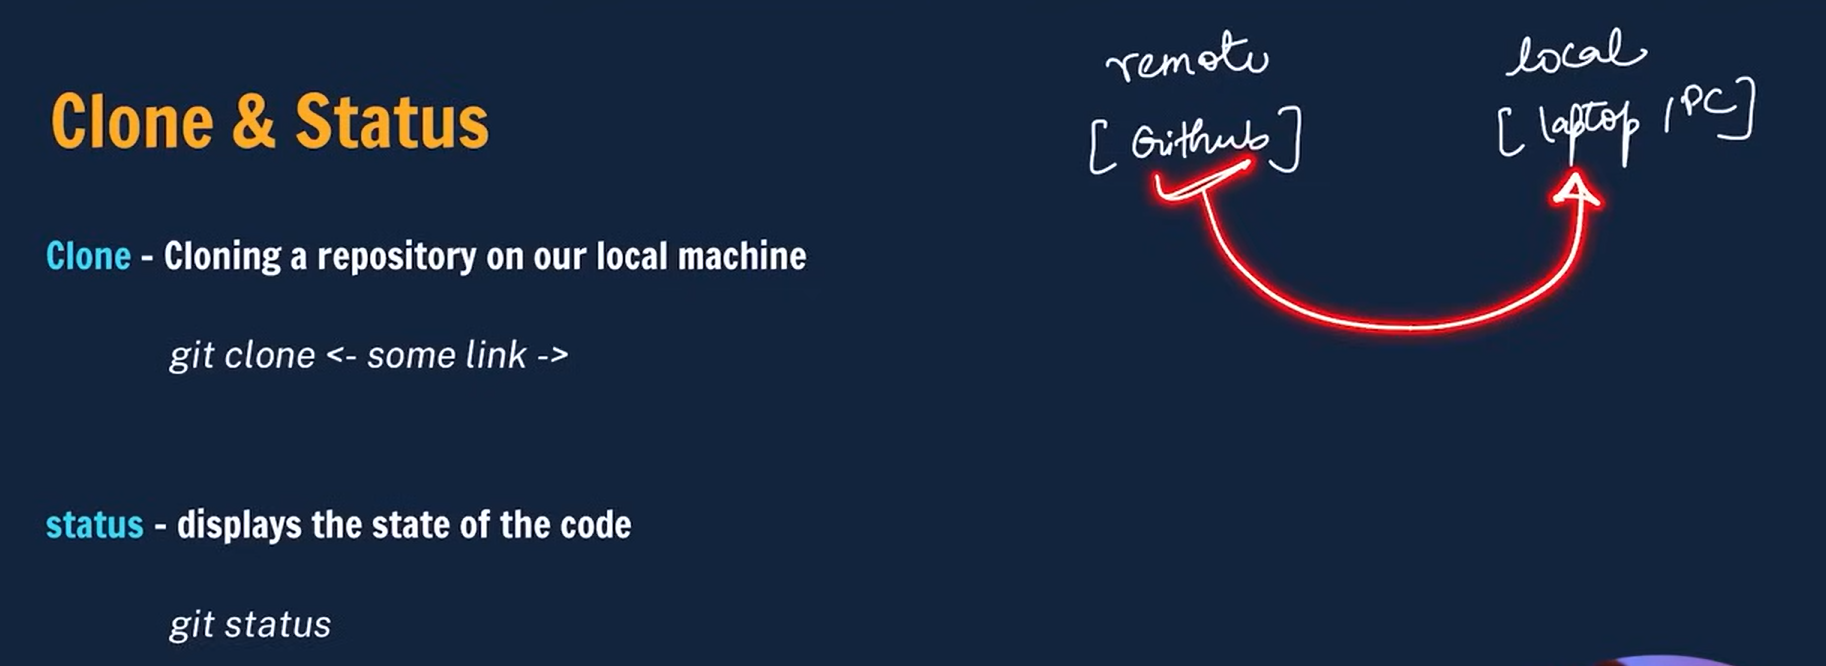 Clone & Status
Clone - Cloning a repository on our local machine
git clone <- some link ->
status - displays the state of the code
git status
remote
[ Github ]
local
[ laptop / PC ]